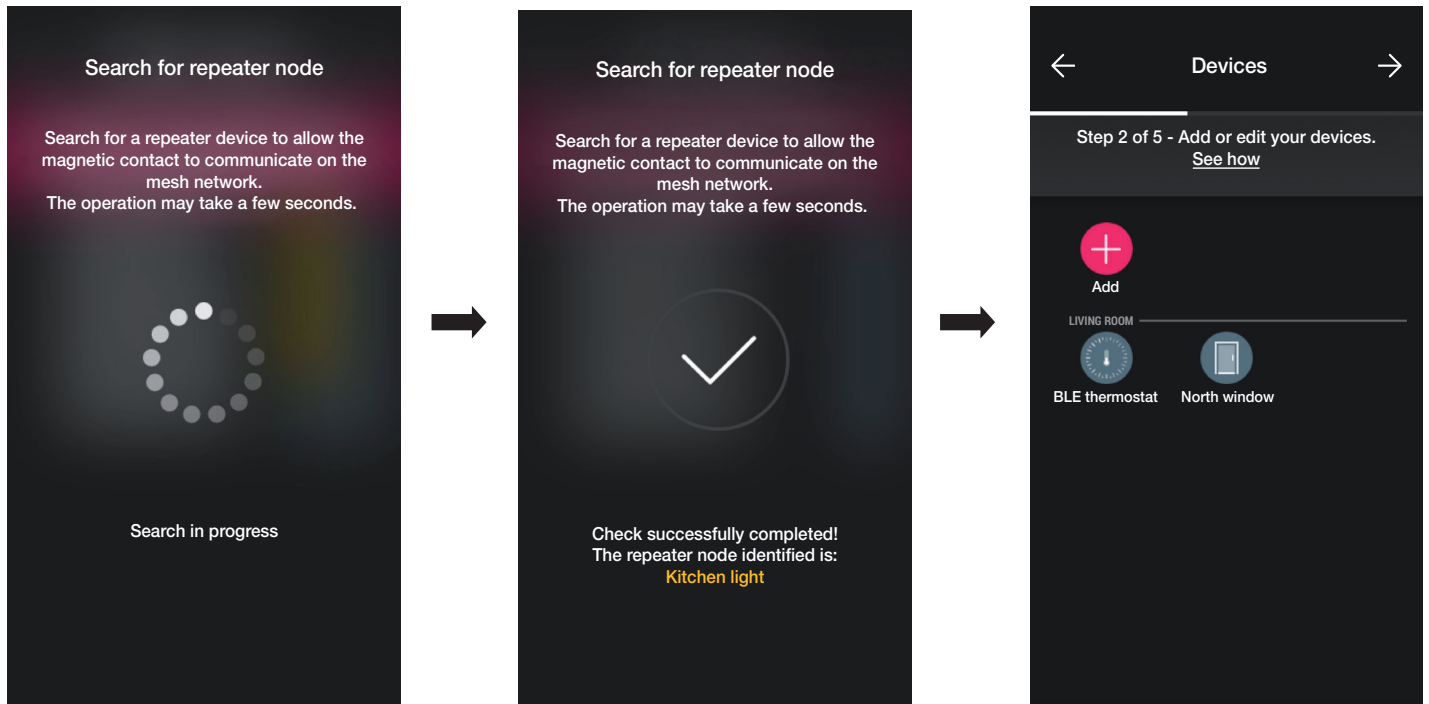 Search for repeater node
Search for a repeater device to allow the
magnetic contact to communicate on the
mesh network.
The operation may take a few seconds.
Search in progress
Search for repeater node
Search for a repeater device to allow the
magnetic contact to communicate on the
mesh network.
The operation may take a few seconds.
Check successfully completed!
The repeater node identified is:
Kitchen light
Devices
Step 2 of 5 - Add or edit your devices.
See how
Add
LIVING ROOM
BLE thermostat
North window